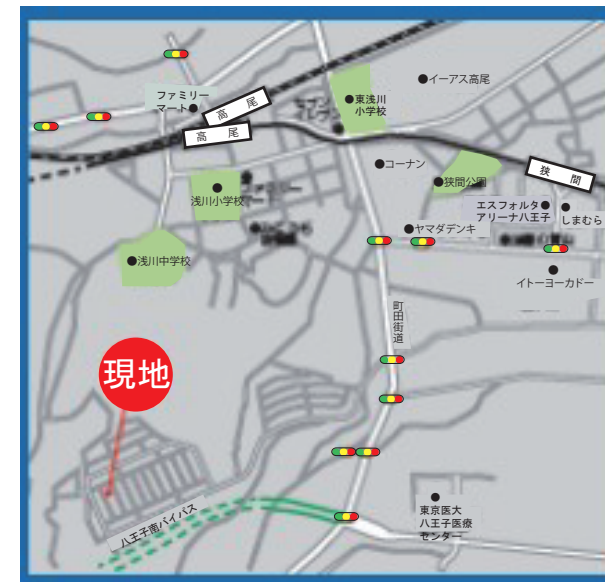 イーアス高尾
ファミリー
マート
高尾
高尾
東浅川
小学校
コーナン
狭間
狭間公園
浅川小学校
エスフォルタ
アリーナ八王子
しまむら
ヤマダデンキ
浅川中学校
イトーヨーカドー
町田街道
現地
東京医大
八王子医療
センター
八王子南バイパス